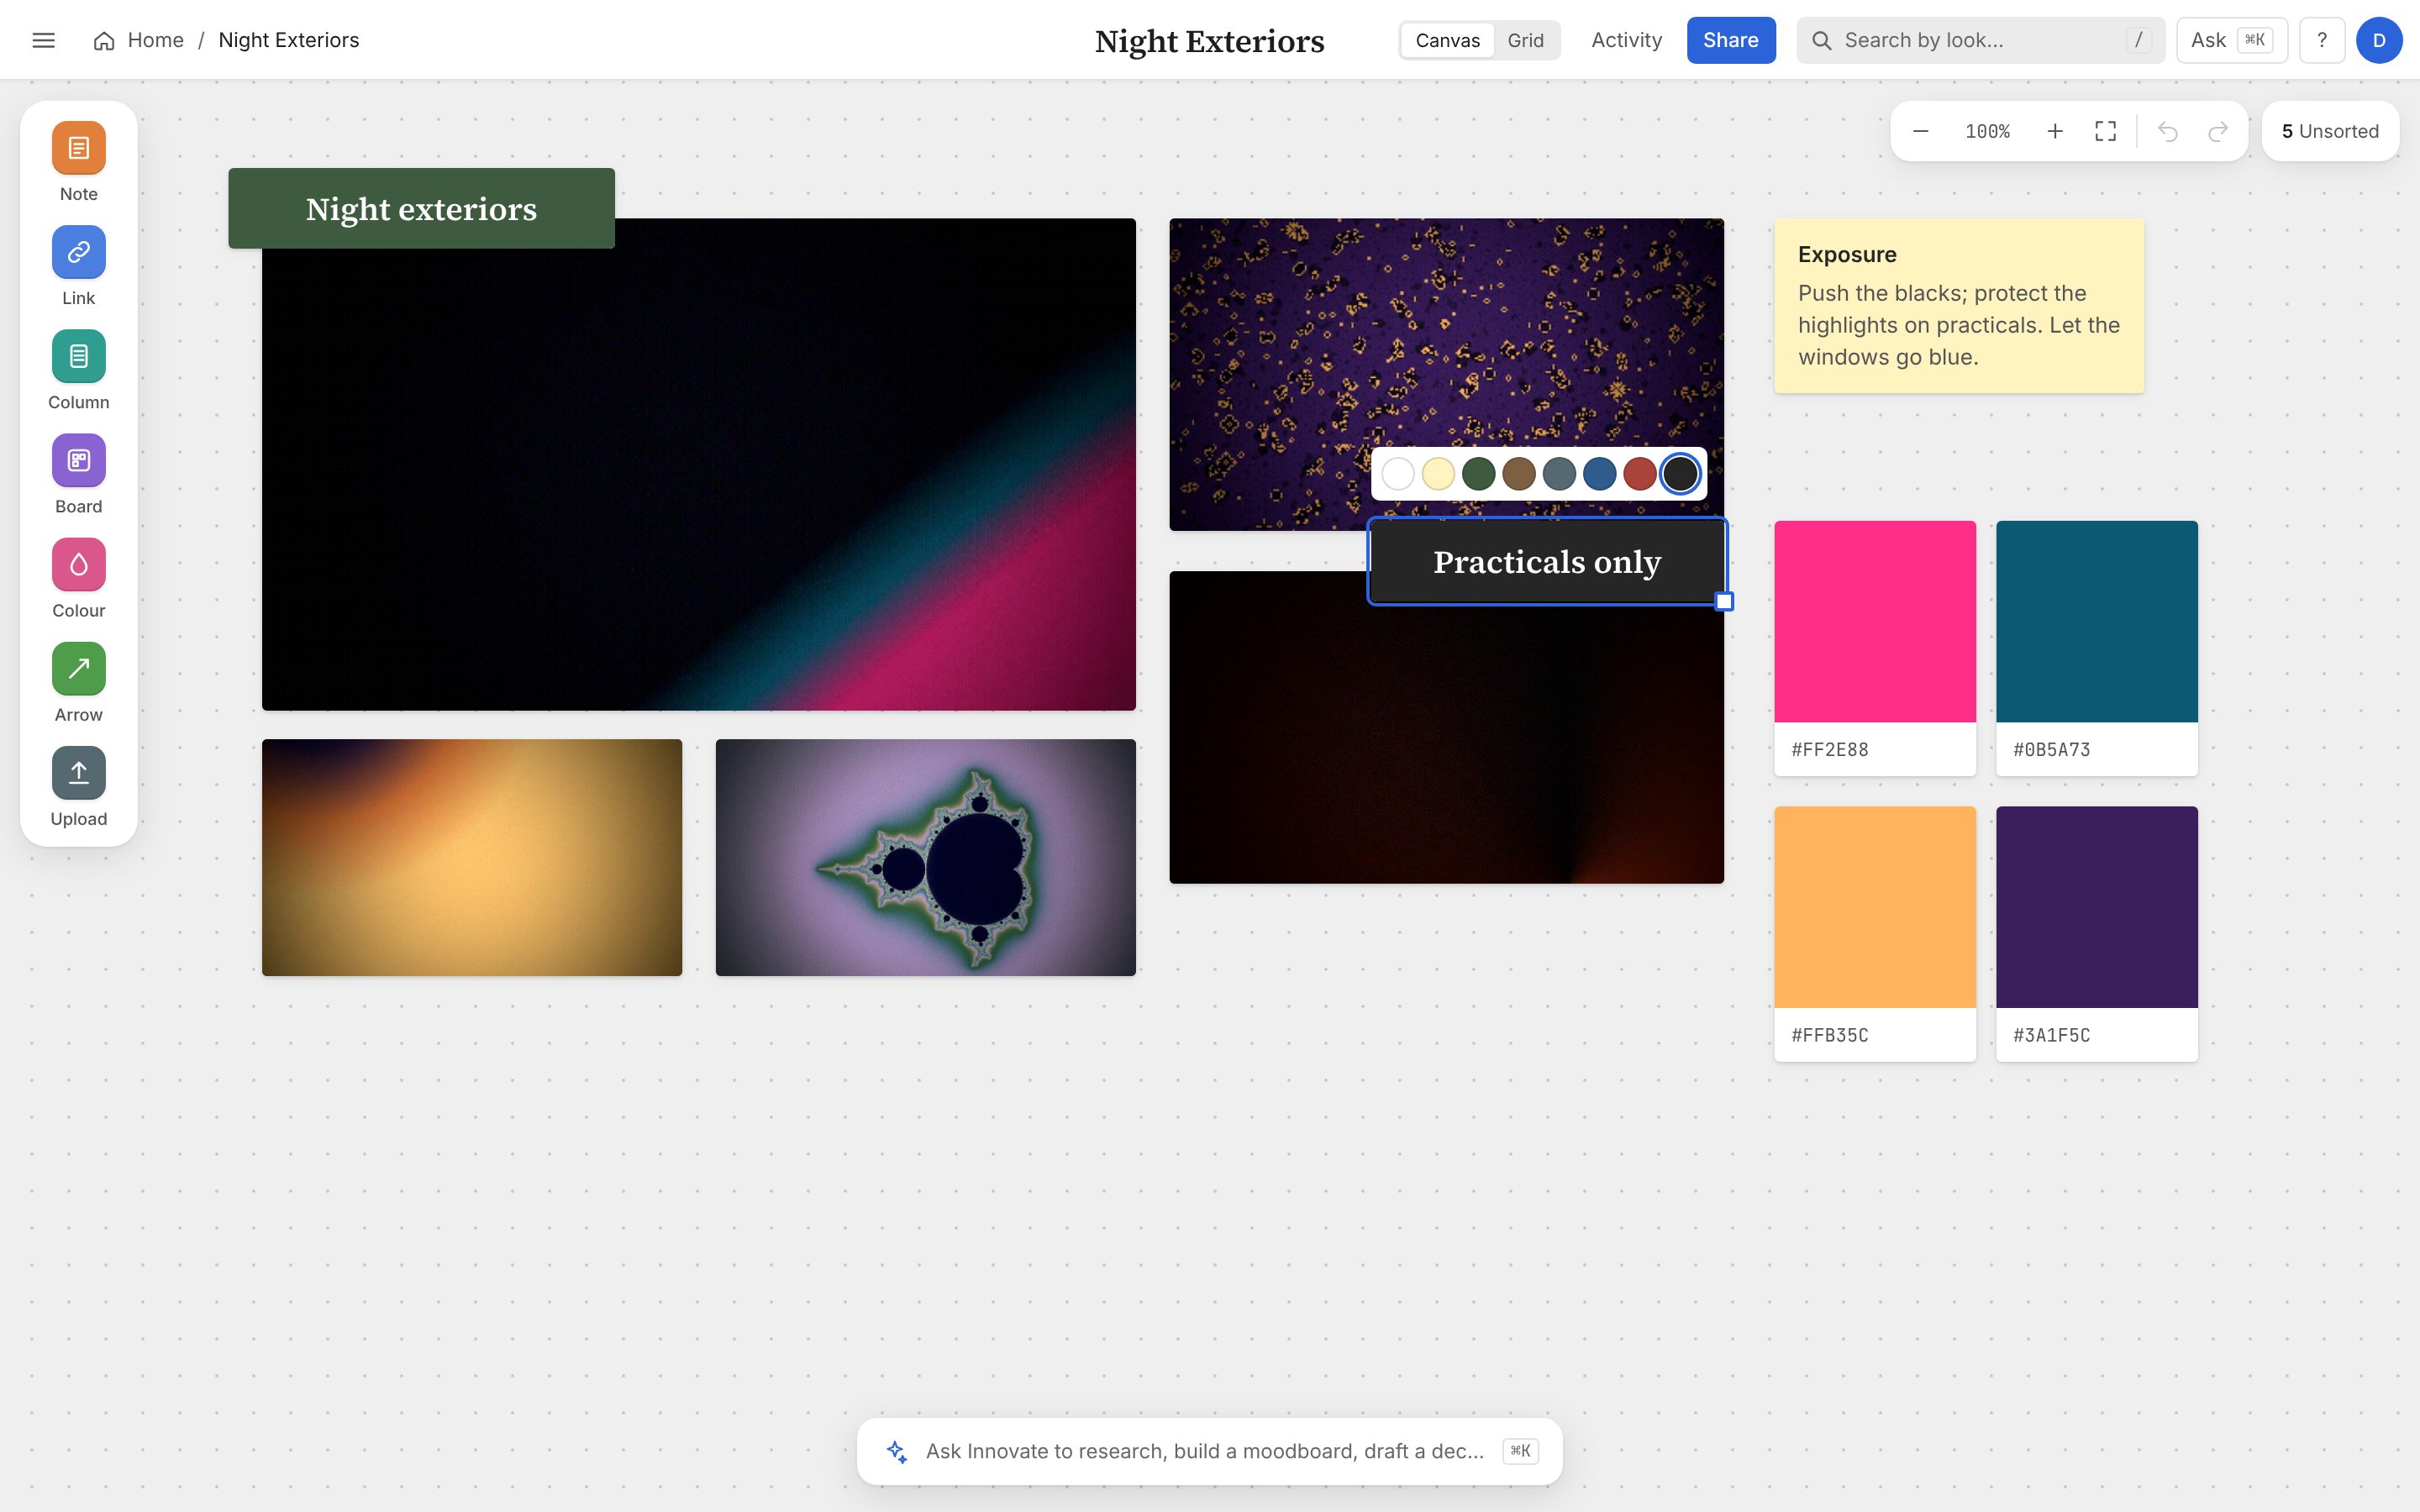 Home / Night Exteriors
Night Exteriors
Canvas Grid
Activity
Share
Search by look... /
Ask ⌘K
?
D
Note
Link
Column
Board
Colour
Arrow
Upload
100%
5 Unsorted
Night exteriors
Practicals only
Exposure
Push the blacks; protect the
highlights on practicals. Let the
windows go blue.
#FF2E88
#0B5A73
#FFB35C
#3A1F5C
Ask Innovate to research, build a moodboard, draft a dec... ⌘K